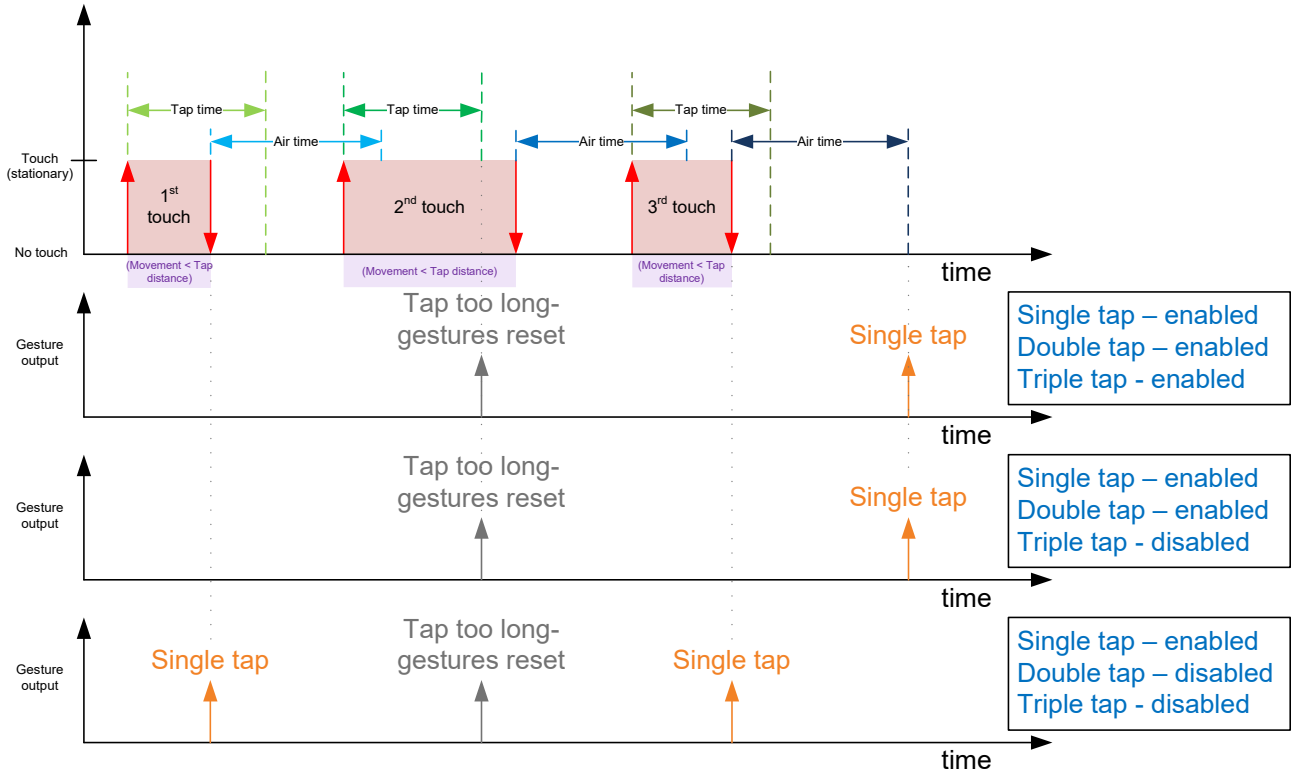 Tap time
Tap time
Tap time
Air time
Air time
Air time
Touch
(stationary)
1st
touch
2nd touch
3rd touch
No touch
(Movement < Tap
distance)
(Movement < Tap distance)
(Movement < Tap
distance)
time
Tap too long-
gestures reset
Single tap
Gesture
output
time
Single tap – enabled
Double tap – enabled
Triple tap - enabled
Tap too long-
gestures reset
Single tap
Gesture
output
time
Single tap – enabled
Double tap – enabled
Triple tap - disabled
Single tap
Tap too long-
gestures reset
Single tap
Gesture
output
time
Single tap – enabled
Double tap – disabled
Triple tap - disabled